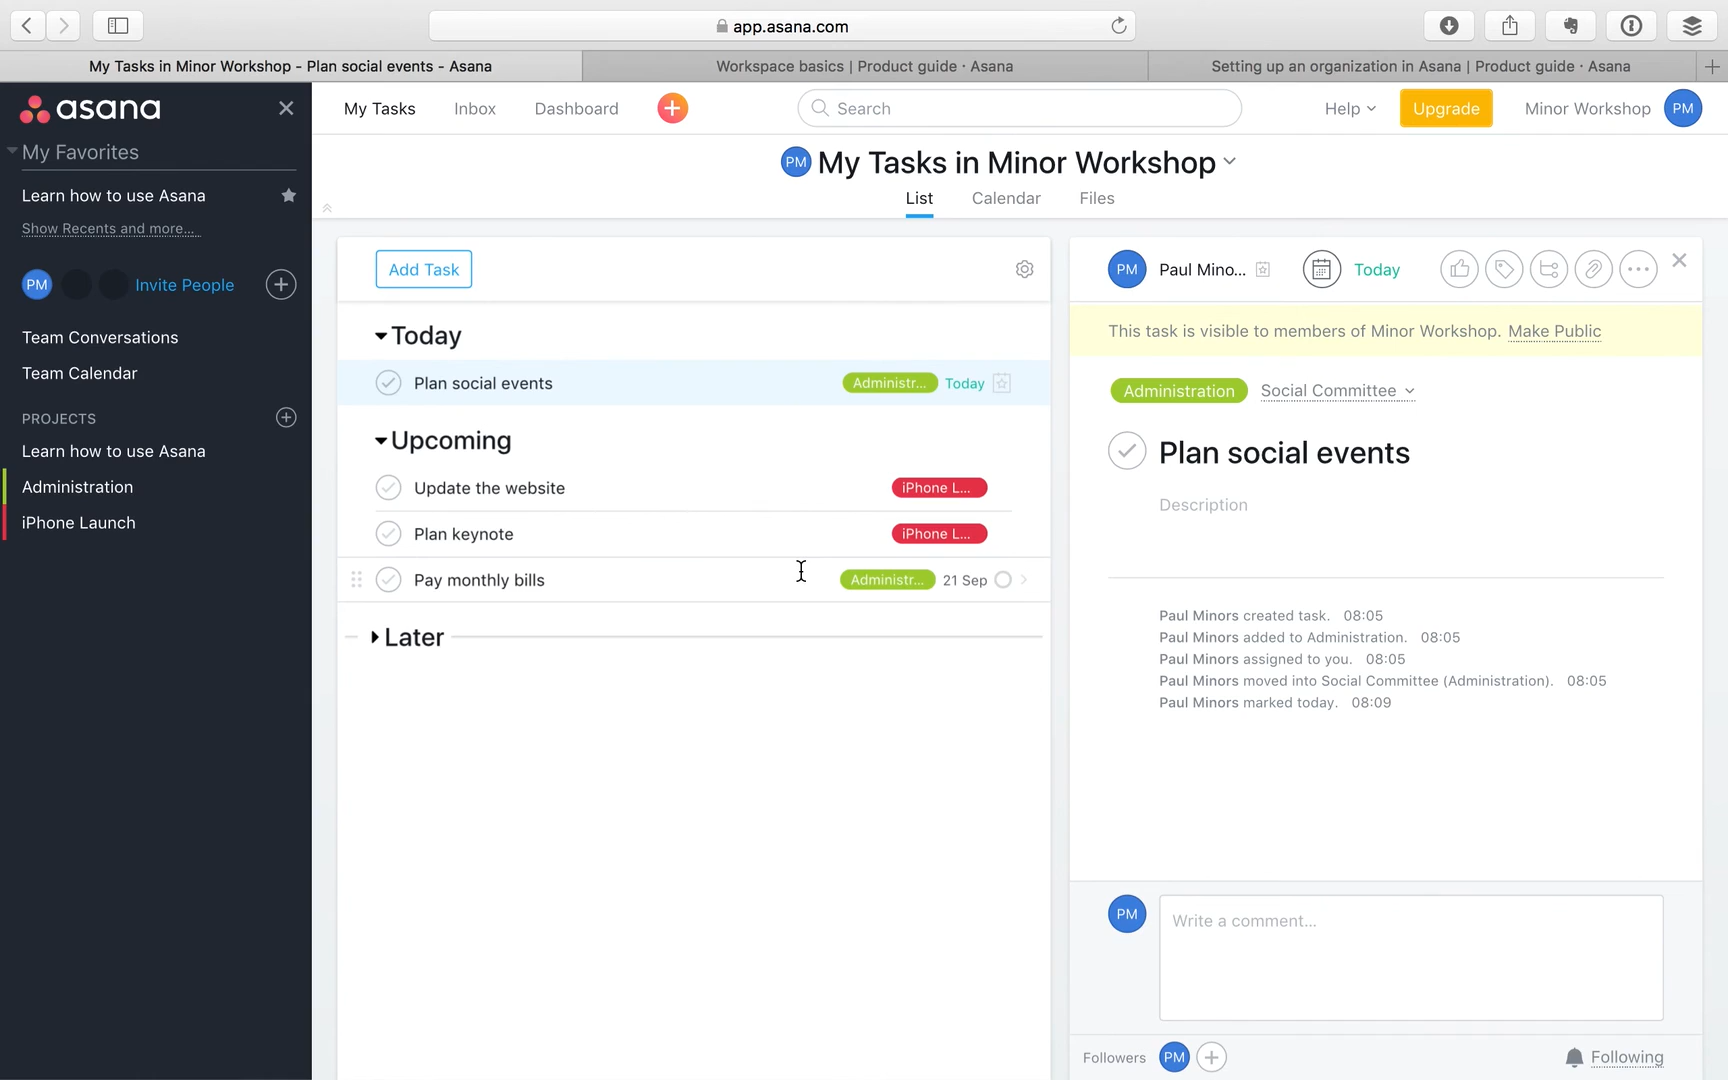 app.asana.com
My Tasks in Minor Workshop - Plan social events - Asana
Workspace basics | Product guide · Asana
Setting up an organization in Asana | Product guide · Asana
asana
My Tasks
Inbox
Dashboard
Search
Help
Upgrade
Minor Workshop
PM
My Favorites
Learn how to use Asana
Show Recents and more...
PM
Invite People
Team Conversations
Team Calendar
PROJECTS
Learn how to use Asana
Administration
iPhone Launch
PM My Tasks in Minor Workshop
List
Calendar
Files
Add Task
Today
Plan social events
Administr...
Today
Upcoming
Update the website
iPhone L...
Plan keynote
iPhone L...
Pay monthly bills
Administr...
21 Sep
Later
PM
Paul Mino...
Today
This task is visible to members of Minor Workshop. Make Public
Administration
Social Committee
Plan social events
Description
Paul Minors created task. 08:05
Paul Minors added to Administration. 08:05
Paul Minors assigned to you. 08:05
Paul Minors moved into Social Committee (Administration). 08:05
Paul Minors marked today. 08:09
PM
Write a comment...
Followers
PM
Following